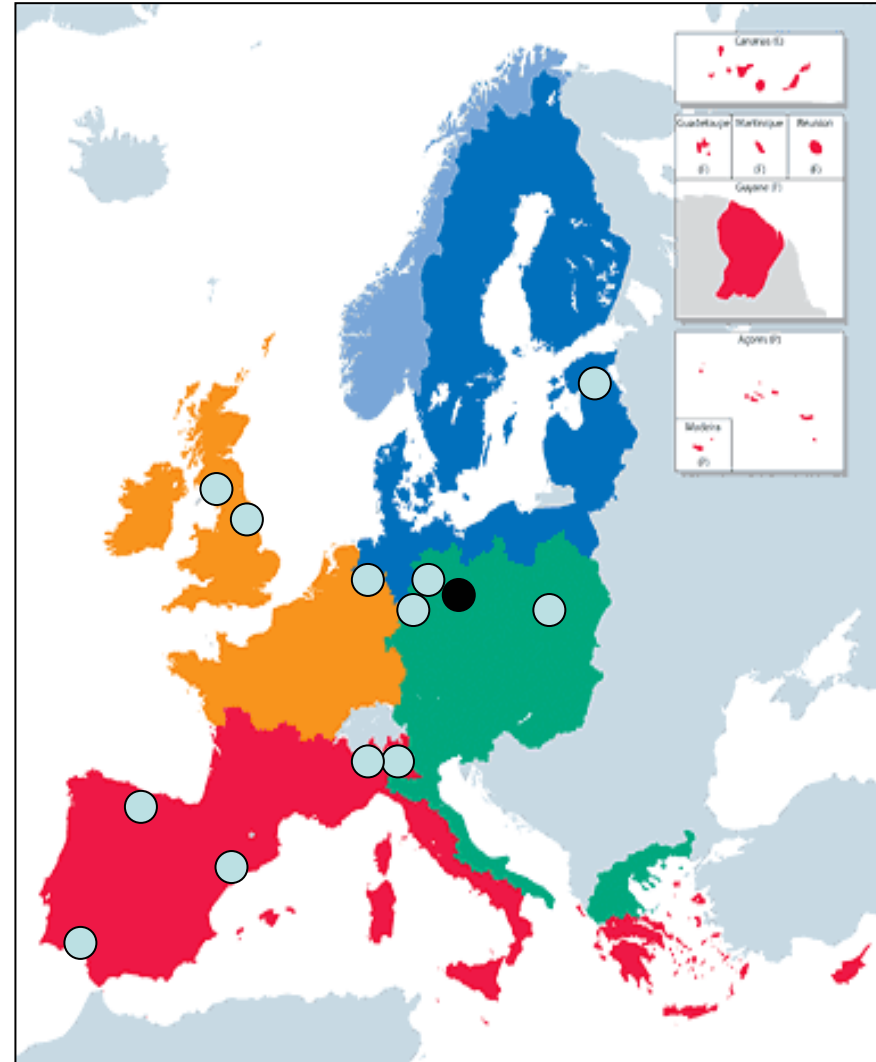 Canarias (E)
Guadeloupe Martinique Réunion
(F) (F) (F)
Guyane (F)
Açores (P)
Madeira
(P)